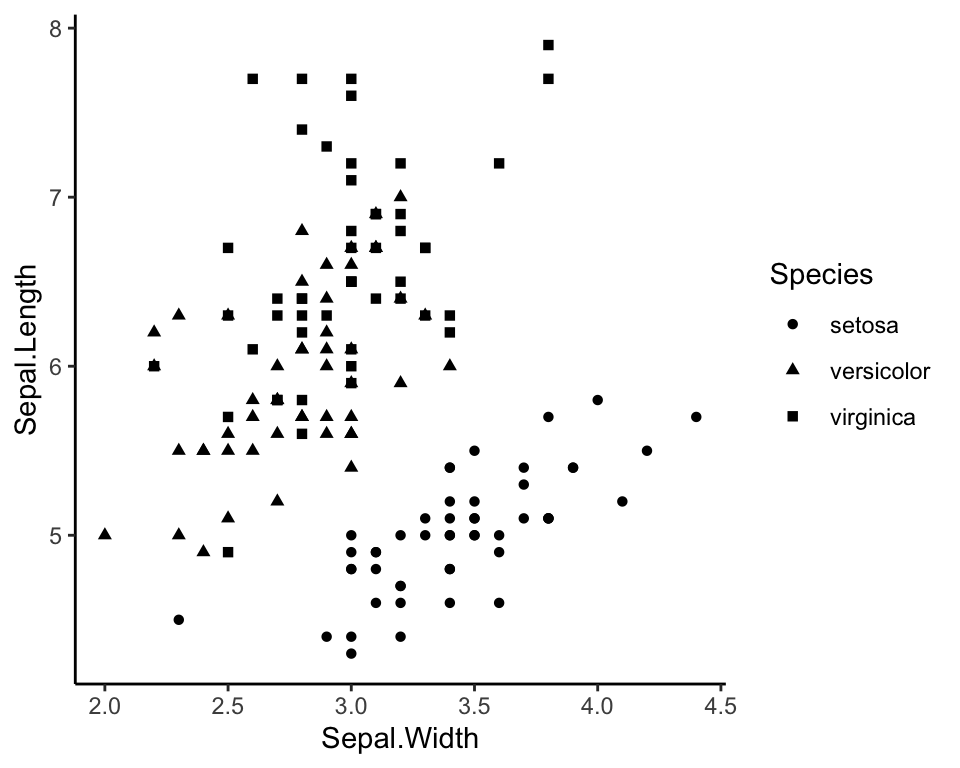 8
7
6
5
Sepal.Length
2.0 2.5 3.0 3.5 4.0 4.5
Sepal.Width
Species
setosa
versicolor
virginica